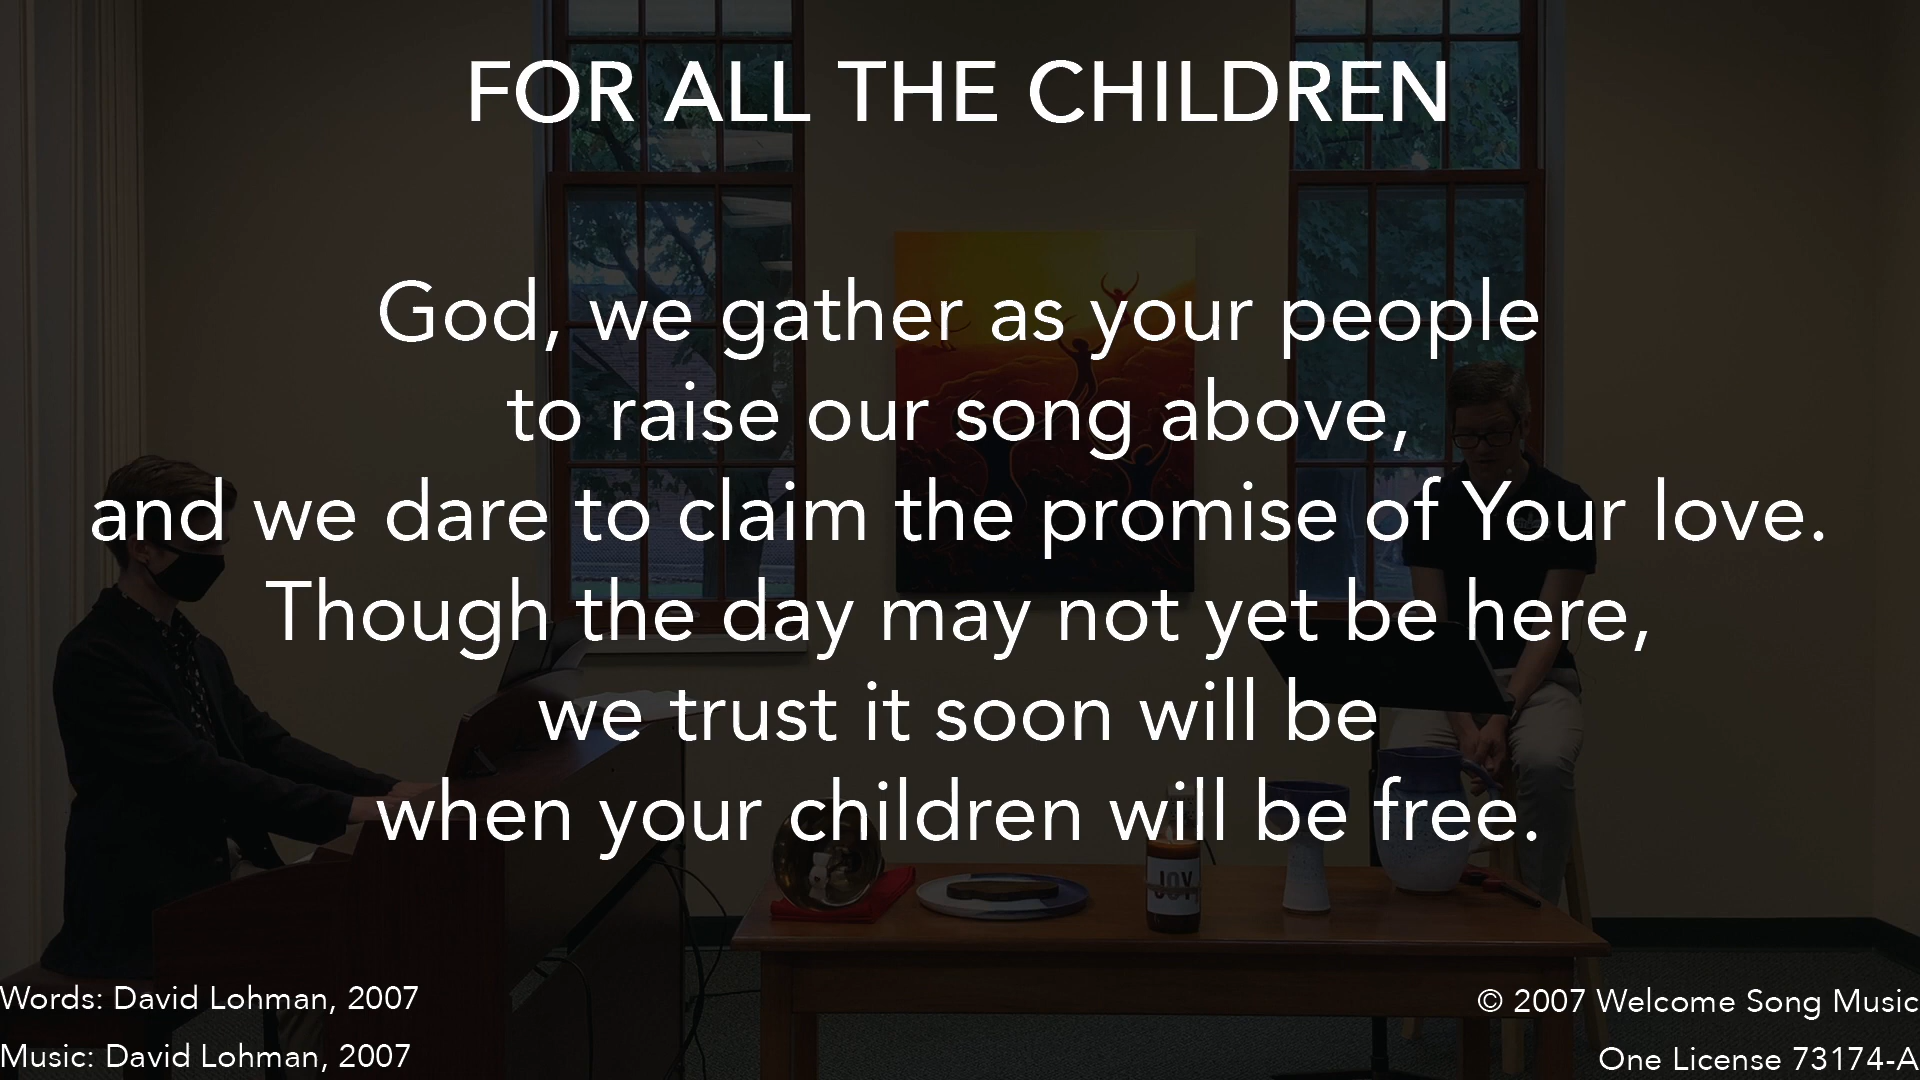 FOR ALL THE CHILDREN
God, we gather as your people
to raise our song above,
and we dare to claim the promise of Your love.
Though the day may not yet be here,
we trust it soon will be
when your children will be free.
JOY
Words: David Lohman, 2007
Music: David Lohman, 2007
© 2007 Welcome Song Music
One License 73174-A